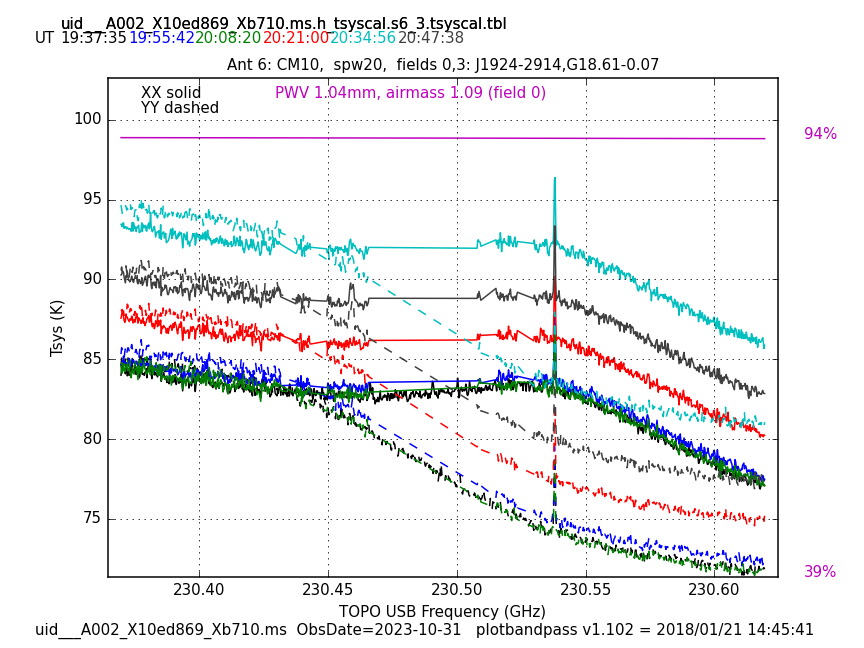 uid___A002_X10ed869_Xb710.ms.h_tsyscal.s6_3.tsyscal.tbl
UT 19:37:35 19:55:42 20:08:20 20:21:00 20:34:56 20:47:38
Ant 6: CM10,  spw20,  fields 0,3: J1924-2914,G18.61-0.07
XX solid
PWV 1.04mm, airmass 1.09 (field 0)
YY dashed
94%
100
95
90
85
80
75
Tsys (K)
39%
230.40 230.45 230.50 230.55 230.60
TOPO USB Frequency (GHz)
uid___A002_X10ed869_Xb710.ms  ObsDate=2023-10-31   plotbandpass v1.102 = 2018/01/21 14:45:41